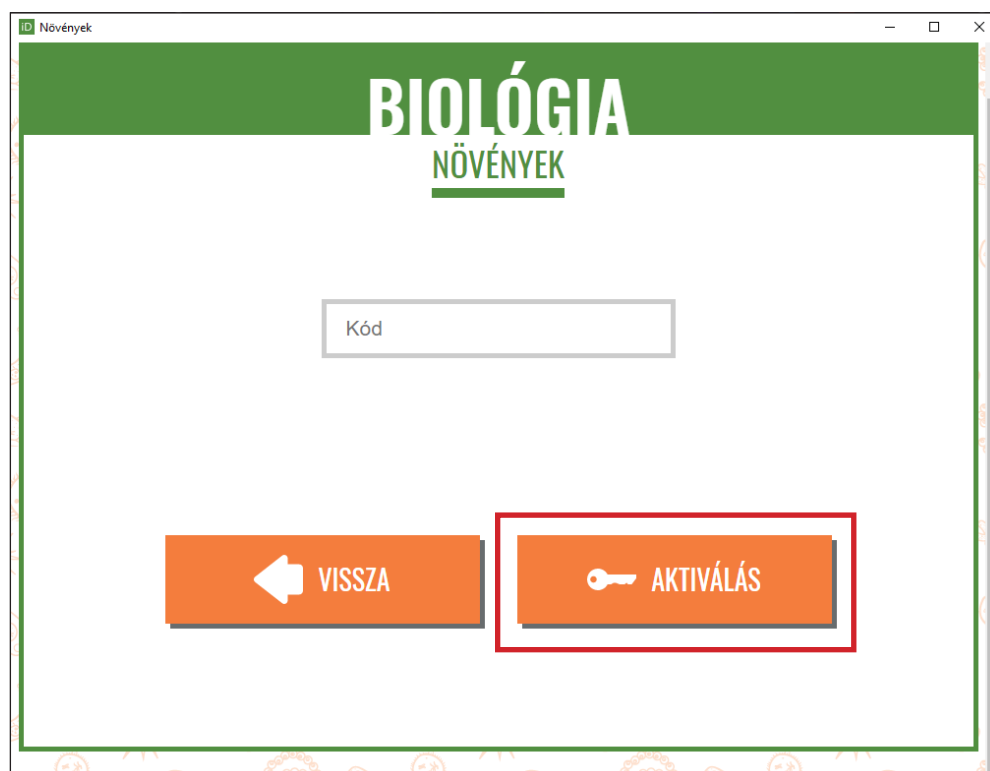 iD Növények
BIOLÓGIA
NÖVÉNYEK
Kód
VISSZA
AKTIVÁLÁS